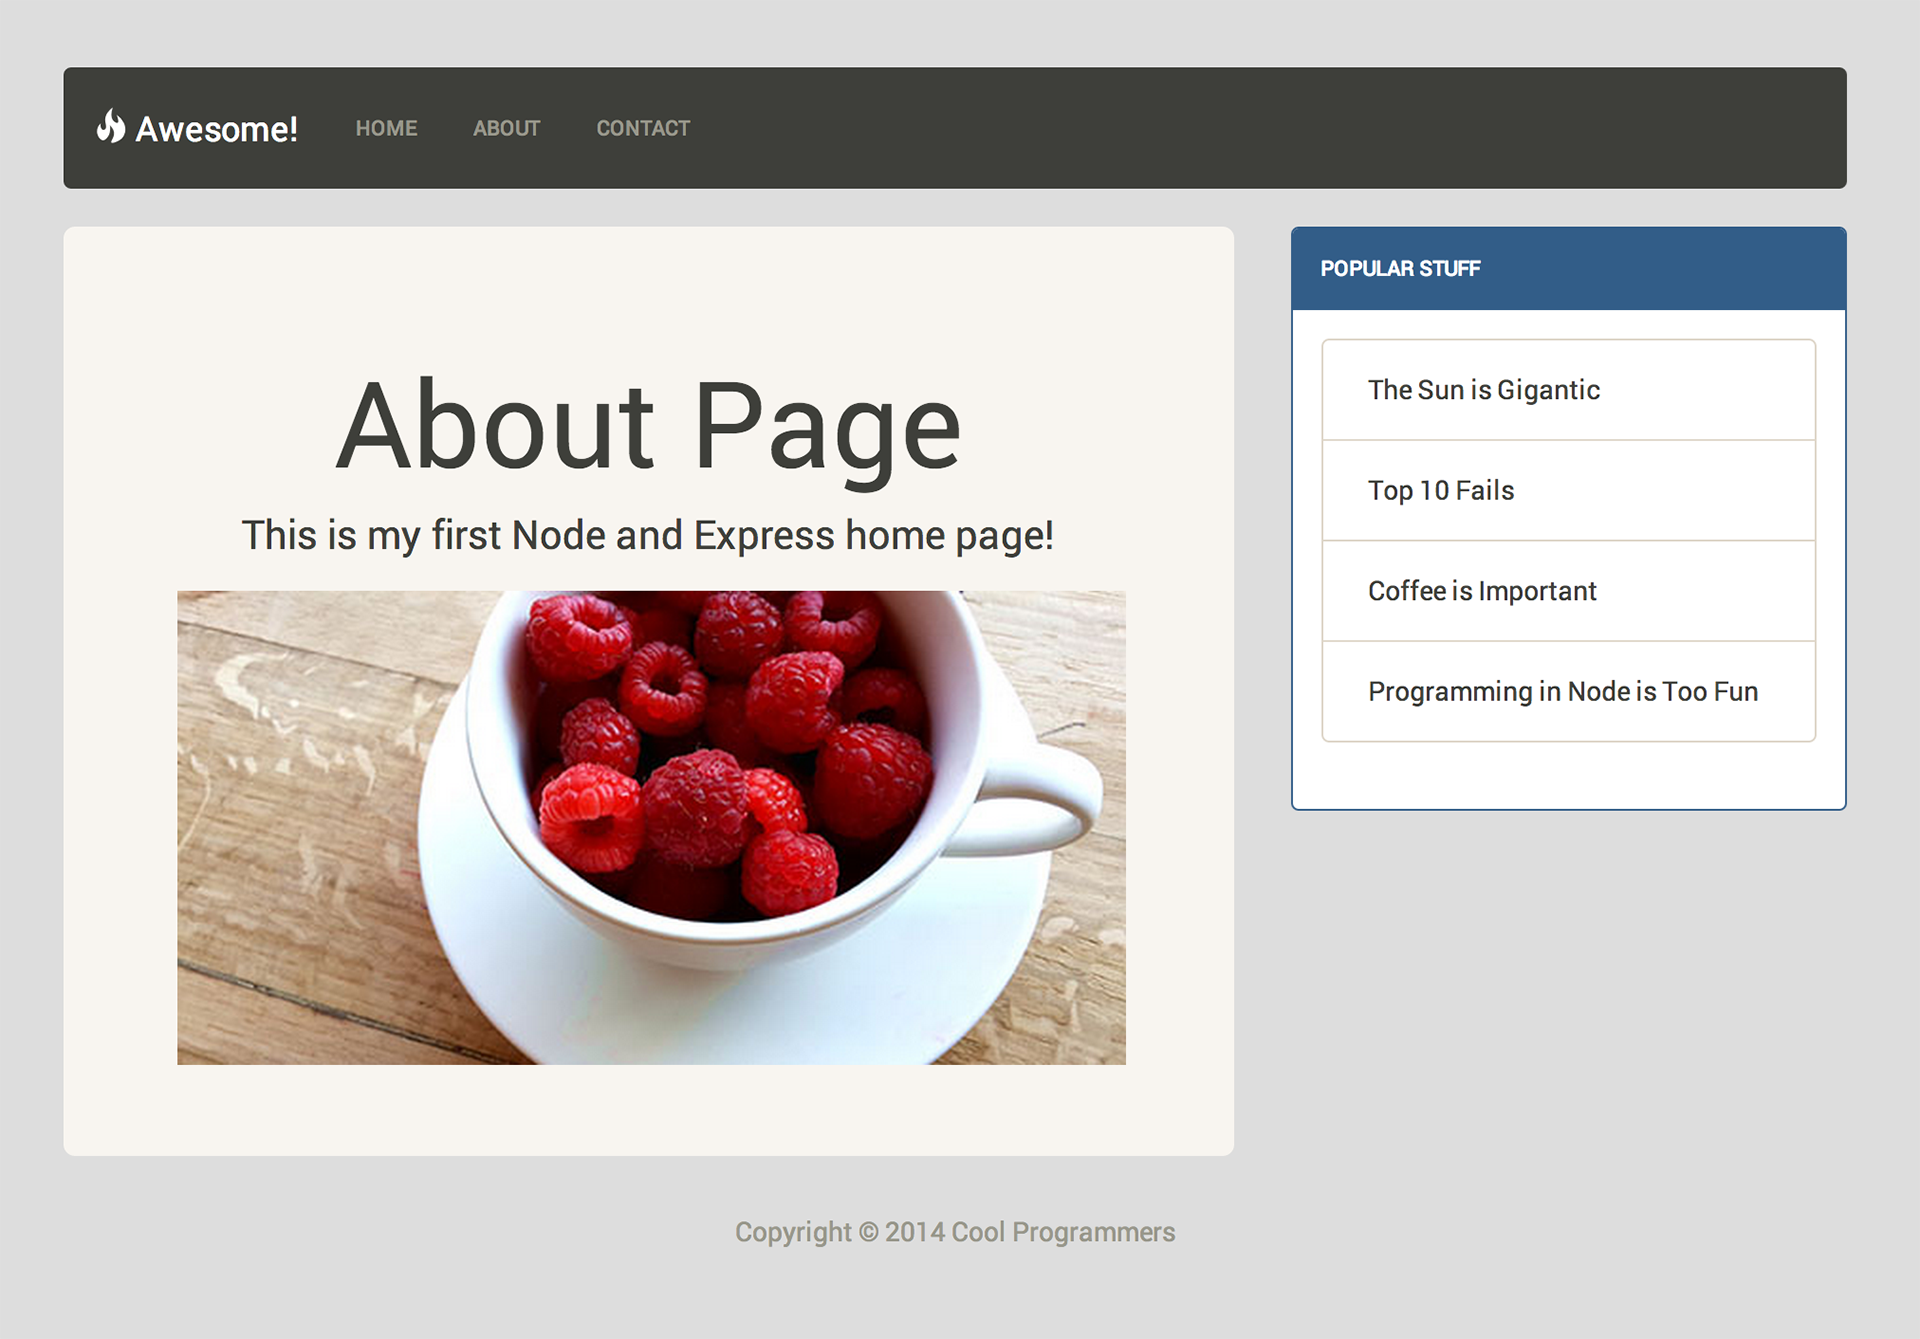 Awesome!
HOME
ABOUT
CONTACT
About Page
This is my first Node and Express home page!
POPULAR STUFF
The Sun is Gigantic
Top 10 Fails
Coffee is Important
Programming in Node is Too Fun
Copyright © 2014 Cool Programmers